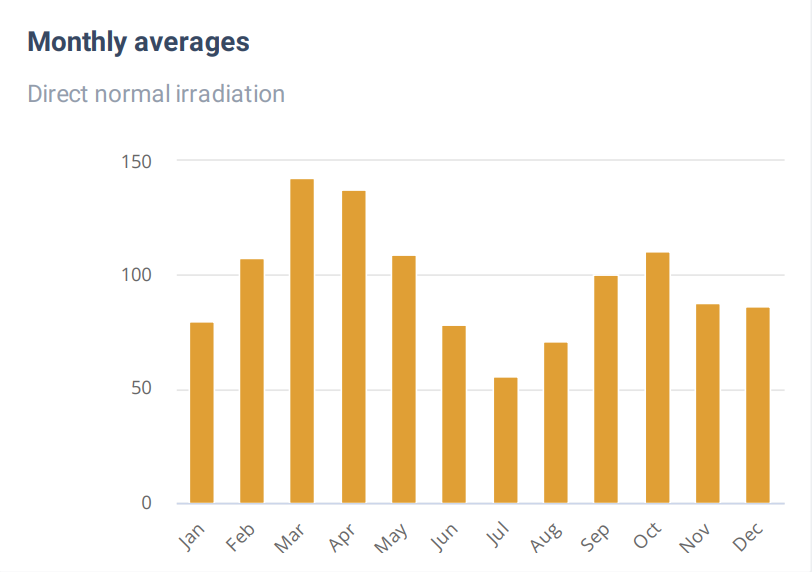 Monthly averages
Direct normal irradiation
150
100
50
0
Jan Feb Mar Apr May Jun Jul Aug Sep Oct Nov Dec